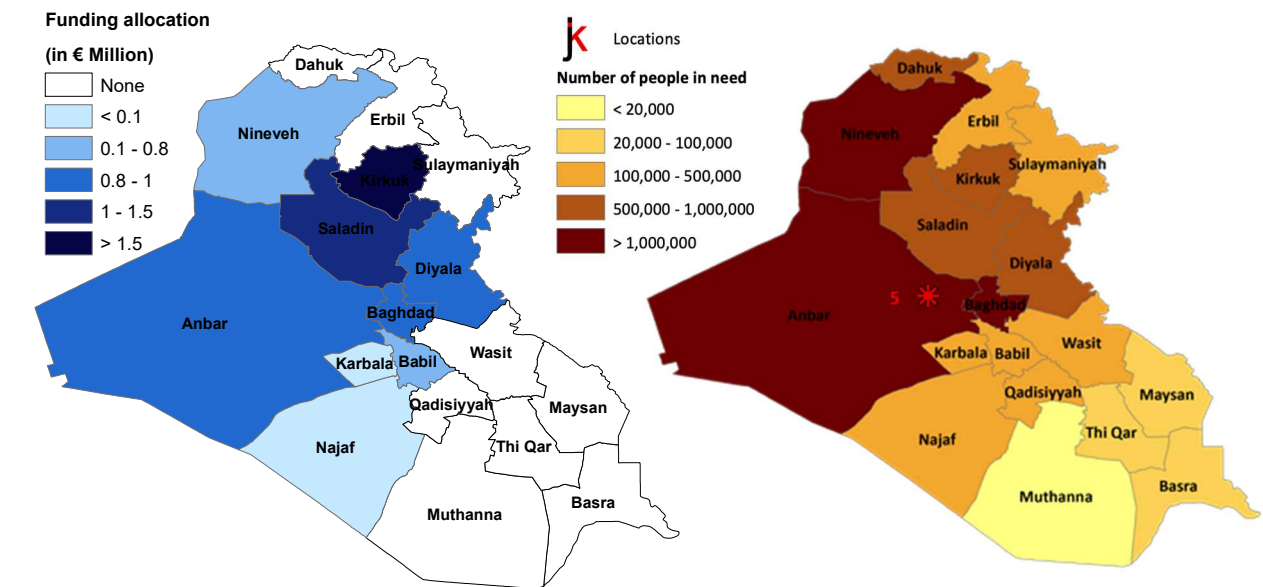 Funding allocation
(in € Million)
None
< 0.1
0.1 - 0.8
0.8 - 1
1 - 1.5
> 1.5
Dahuk
Nineveh
Erbil
Sulaymaniyah
Kirkuk
Saladin
Diyala
Anbar
Baghdad
Karbala
Babil
Wasit
Qadisiyyah
Maysan
Najaf
Thi Qar
Muthanna
Basra
jk
Locations
Number of people in need
< 20,000
20,000 - 100,000
100,000 - 500,000
500,000 - 1,000,000
> 1,000,000
Dahuk
Nineveh
Erbil
Sulaymaniyah
Kirkuk
Saladin
Diyala
5
Anbar
Baghdad
Karbala
Babil
Wasit
Qadisiyyah
Maysan
Najaf
Thi Qar
Muthanna
Basra